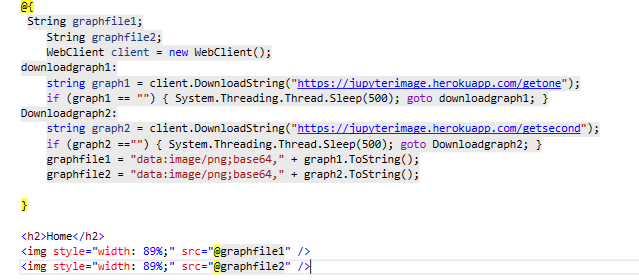 @{
String graphfile1;
String graphfile2;
WebClient client = new WebClient();
downloadgraph1:
string graph1 = client.DownloadString("https://jupyterimage.herokuapp.com/getone");
if (graph1 == "") { System.Threading.Thread.Sleep(500); goto downloadgraph1; }
Downloadgraph2:
string graph2 = client.DownloadString("https://jupyterimage.herokuapp.com/getsecond");
if (graph2 =="") { System.Threading.Thread.Sleep(500); goto Downloadgraph2; }
graphfile1 = "data:image/png;base64," + graph1.ToString();
graphfile2 = "data:image/png;base64," + graph2.ToString();
}
<h2>Home</h2>
<img style="width: 89%;" src="@graphfile1" />
<img style="width: 89%;" src="@graphfile2" />